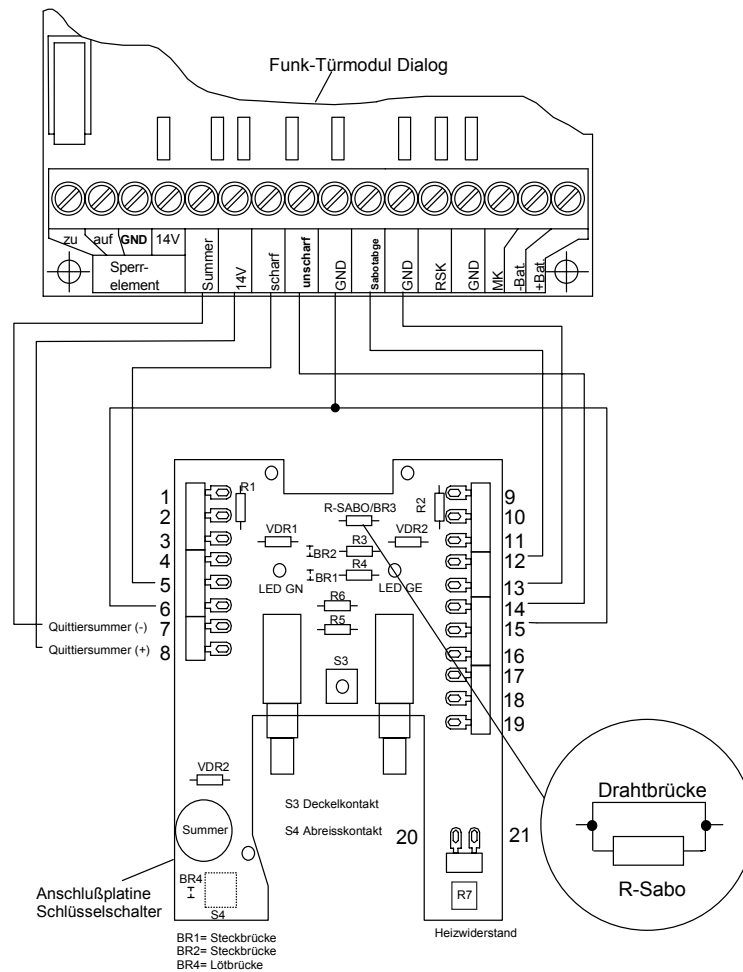 Funk-Türmodul Dialog
zu auf GND 14V
Sperr-
element
Summer
14V
scharf
unscharf
GND
Sabotabge
GND
RSK
GND
MK
-Bat.
+Bat.
1
2
3
4
5
6
7
8
Quittiersummer (-)
Quittiersummer (+)
R1
R-SABO/BR3
R2
VDR1
VDR2
BR2
R3
BR1
R4
LED GN
LED GE
R6
R5
S3
9
10
11
12
13
14
15
16
17
18
19
VDR2
S3 Deckelkontakt
Summer
S4 Abreisskontakt
20
21
BR4
S4
R7
Anschlußplatine
Schlüsselschalter
Heizwiderstand
BR1= Steckbrücke
BR2= Steckbrücke
BR4= Lötbrücke
Drahtbrücke
R-Sabo